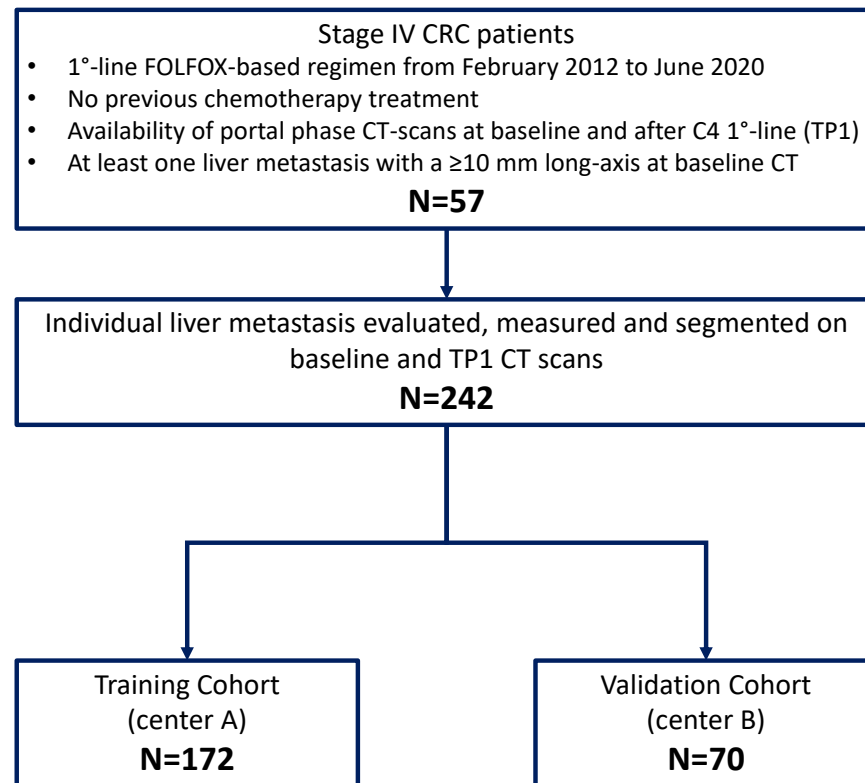 Stage IV CRC patients
• 1°-line FOLFOX-based regimen from February 2012 to June 2020
• No previous chemotherapy treatment
• Availability of portal phase CT-scans at baseline and after C4 1°-line (TP1)
• At least one liver metastasis with a ≥10 mm long-axis at baseline CT
N=57
Individual liver metastasis evaluated, measured and segmented on
baseline and TP1 CT scans
N=242
Training Cohort
(center A)
N=172
Validation Cohort
(center B)
N=70